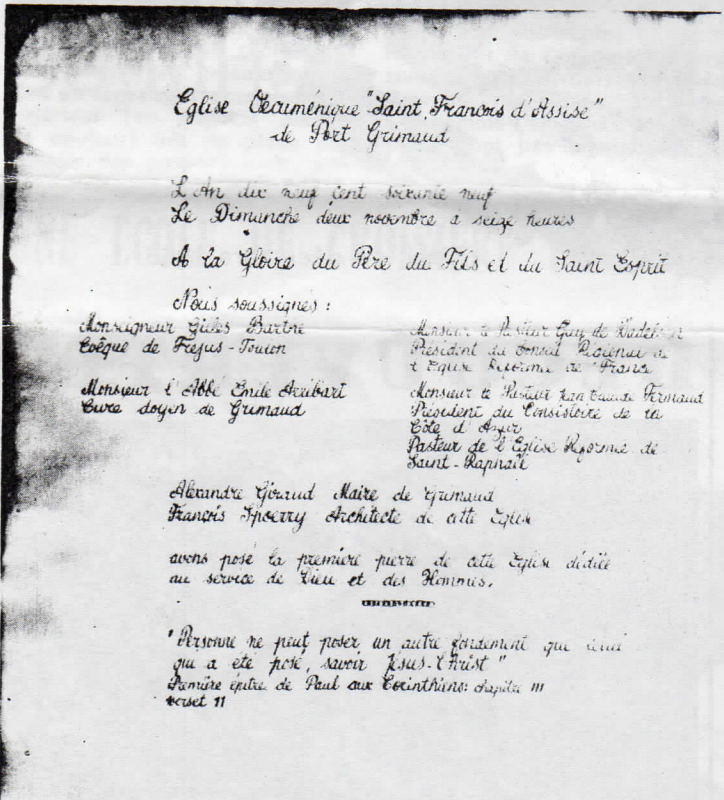 Eglise Oecuménique "Saint François d'Assise"
de Port Grimaud
L'An dix neuf cent soixante neuf
Le Dimanche deux novembre a seize heures
A la Gloire du Père du Fils et du Saint Esprit
Nous soussignés :
Monseigneur Gilles Barthe
Evêque de Frejus-Toulon
Monsieur l'Abbé Emile
Curé doyen de Grimaud
Monsieur le Pasteur Guy de
Président du Conseil Régional de
l'Eglise Réformée de France
Monsieur le Pasteur Jean Claude Fermaud
Président du Consistoire de la
Côte d'Azur
Pasteur de l'Eglise Réformée de
Saint-Raphaël
Alexandre Giraud Maire de Grimaud
François Spoerry Architecte de cette Eglise
avons posé la première pierre de cette Eglise dédiée
au service de Dieu et des Hommes.
"Personne ne peut poser un autre fondement que celui
qui a été posé, savoir Jésus-Christ"
Première épitre de Paul aux Corinthiens: chapitre III
verset 11